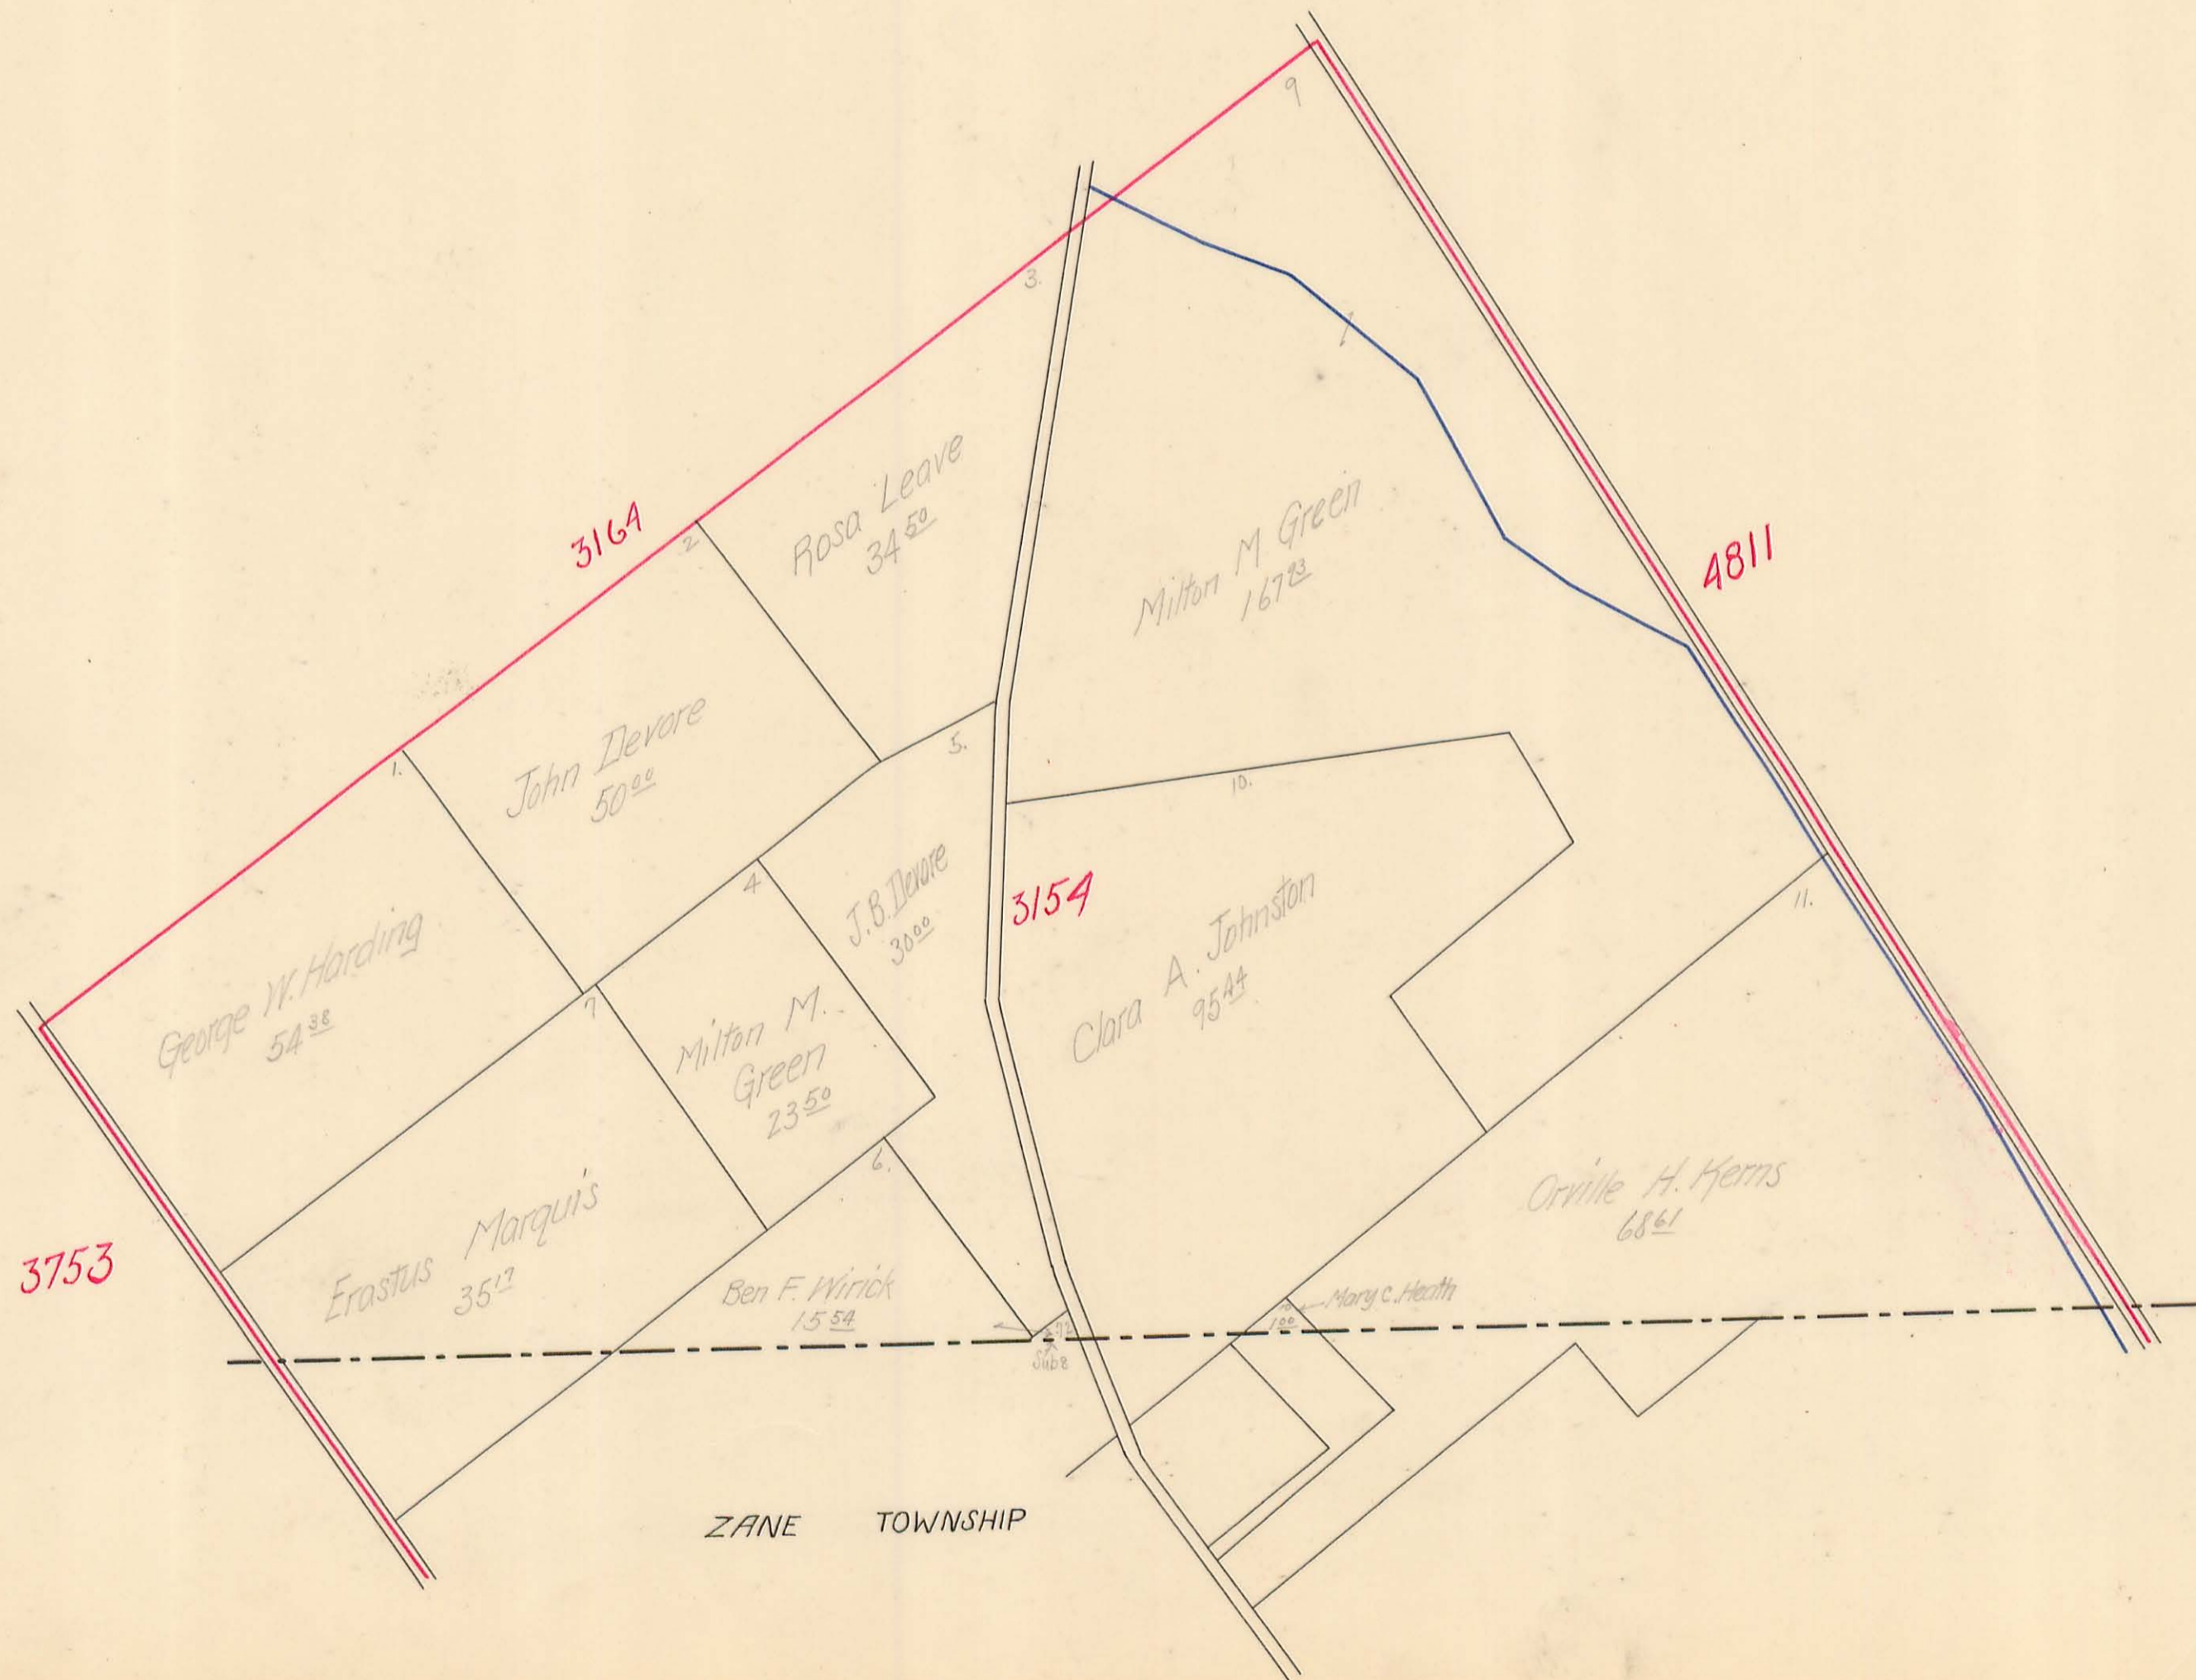 9
3.
3164
2
Rosa Leave
34 50
Milton M Green
167 93
4811
1.
John Devore
50 00
5.
10.
4
J.B. Devore
30 00
3154
Clara A. Johnston
95 44
11.
George W. Harding
54 38
7
Milton M.
Green
23 50
6.
Orville H. Kerns
68 61
3753
Erastus Marquis
35 17
Ben F. Wirick
15 54
Mary C. Heath
1 00
.72
Sub 8
ZANE TOWNSHIP